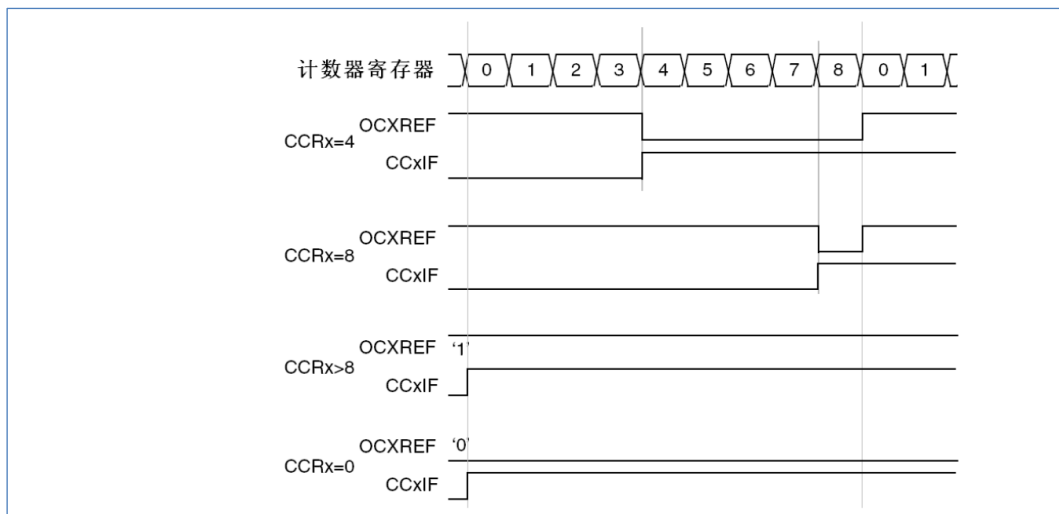 计数器寄存器 0 1 2 3 4 5 6 7 8 0 1
OCXREF
CCRx=4
CCxIF
OCXREF
CCRx=8
CCxIF
OCXREF '1'
CCRx>8
CCxIF
OCXREF '0'
CCRx=0
CCxIF